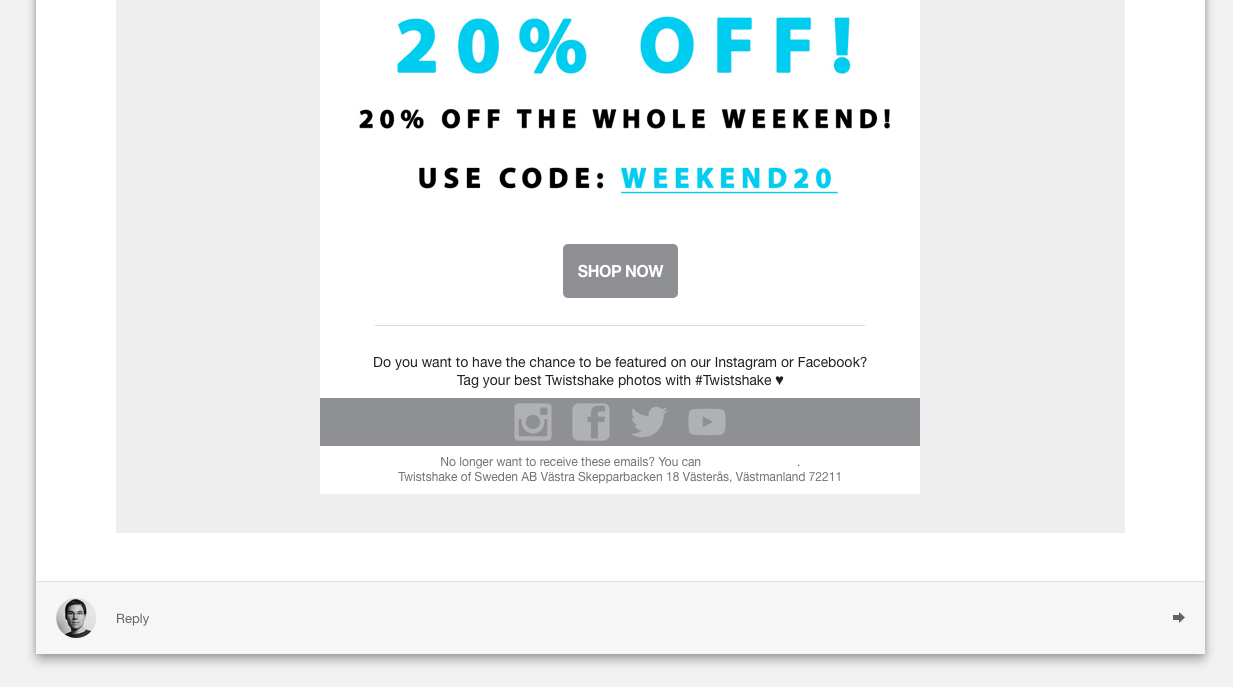 20% OFF!
20% OFF THE WHOLE WEEKEND!
USE CODE: WEEKEND20
SHOP NOW
Do you want to have the chance to be featured on our Instagram or Facebook?
Tag your best Twistshake photos with #Twistshake ♥
No longer want to receive these emails? You can .
Twistshake of Sweden AB Västra Skepparbacken 18 Västerås, Västmanland 72211
Reply